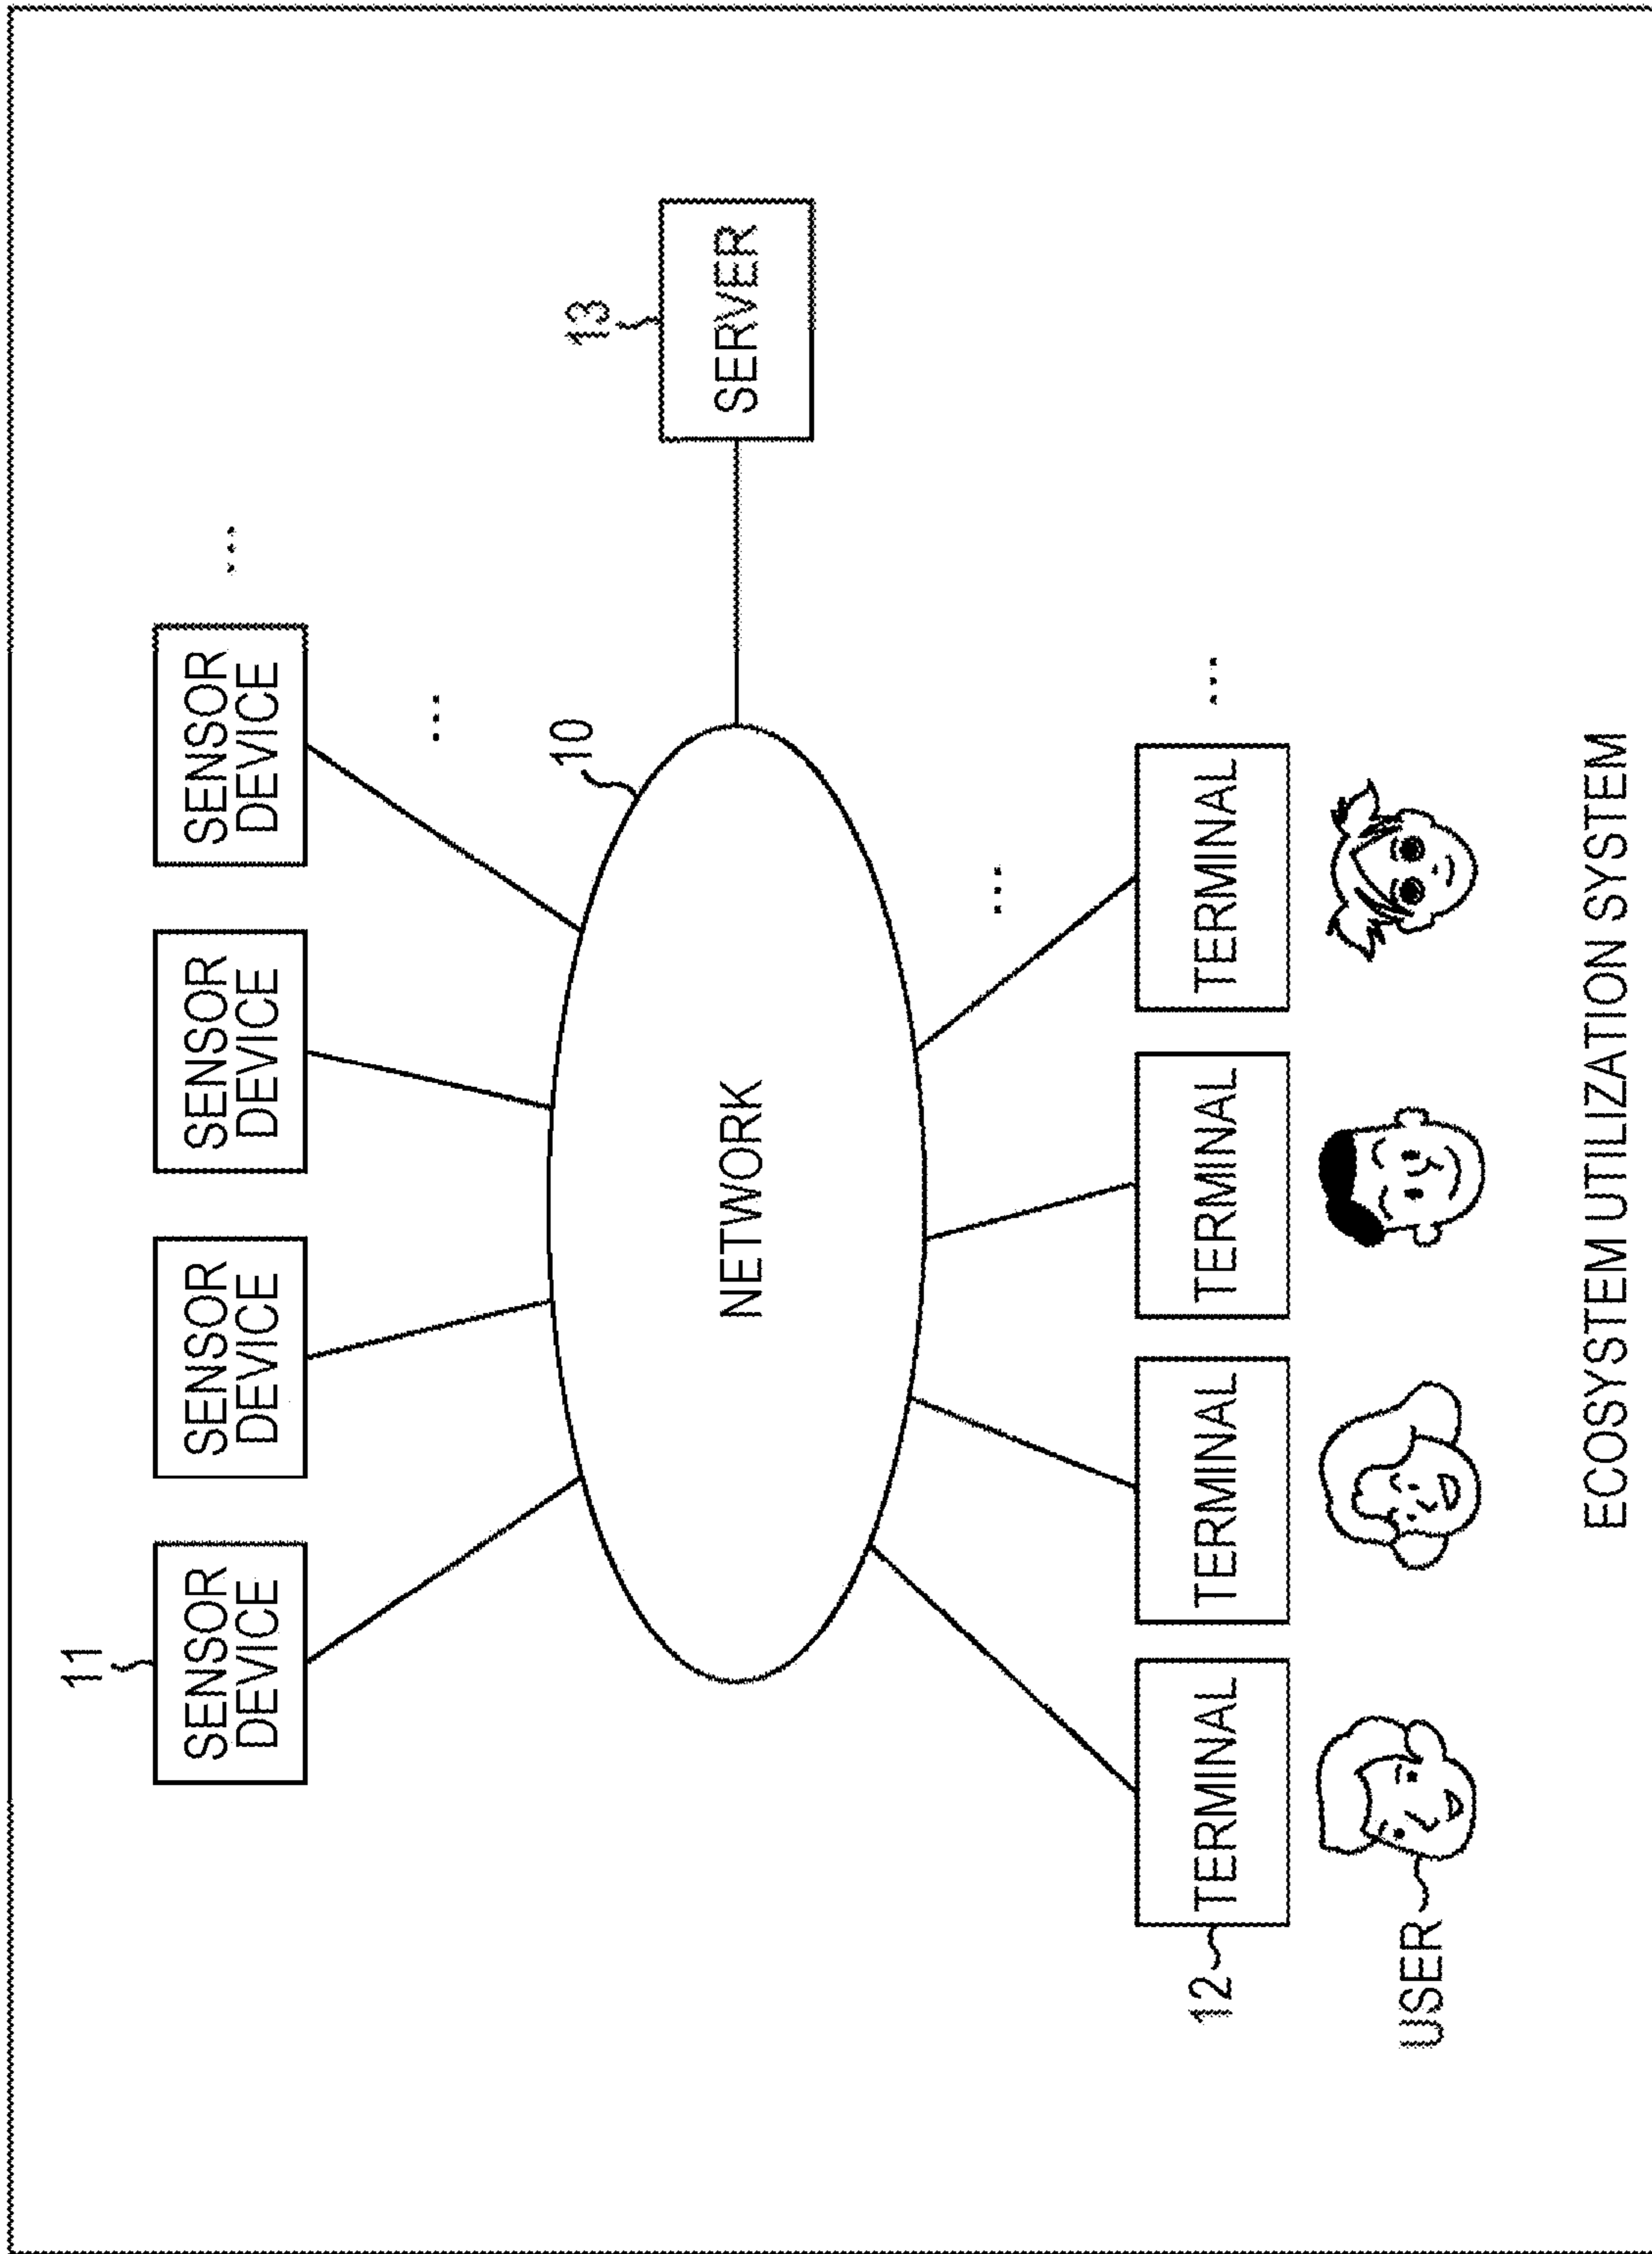 11
SENSOR
DEVICE
SENSOR
DEVICE
SENSOR
DEVICE
SENSOR
DEVICE
...
...
10
13
NETWORK
SERVER
...
12
TERMINAL
TERMINAL
TERMINAL
TERMINAL
...
USER
ECOSYSTEM UTILIZATION SYSTEM